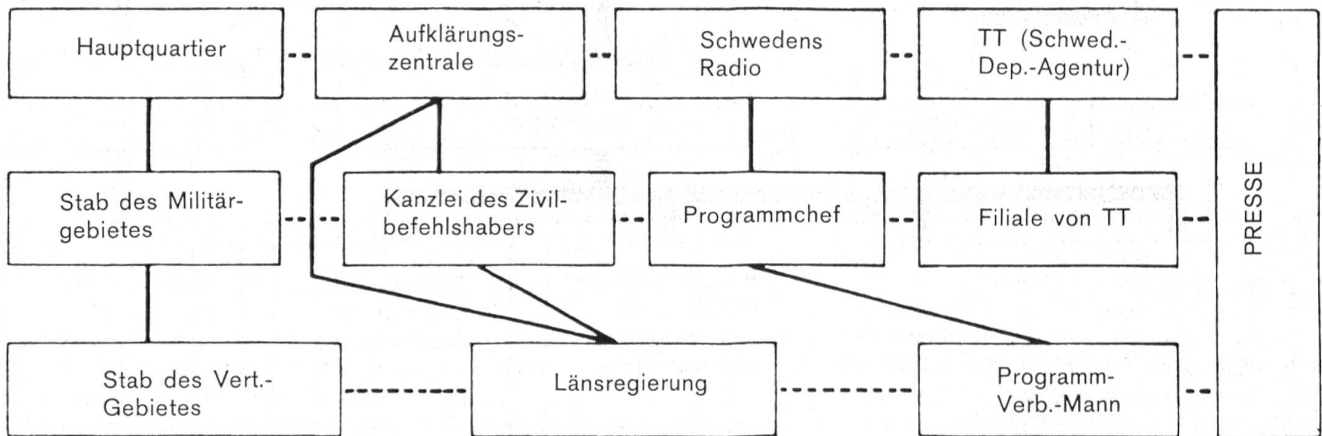 Hauptquartier
Aufklärungs-
zentrale
Schwedens
Radio
TT (Schwed.-
Dep.-Agentur)
Stab des Militär-
gebietes
Kanzlei des Zivil-
befehlshabers
Programmchef
Filiale von TT
PRESSE
Stab des Vert.-
Gebietes
Länsregierung
Programm-
Verb.-Mann